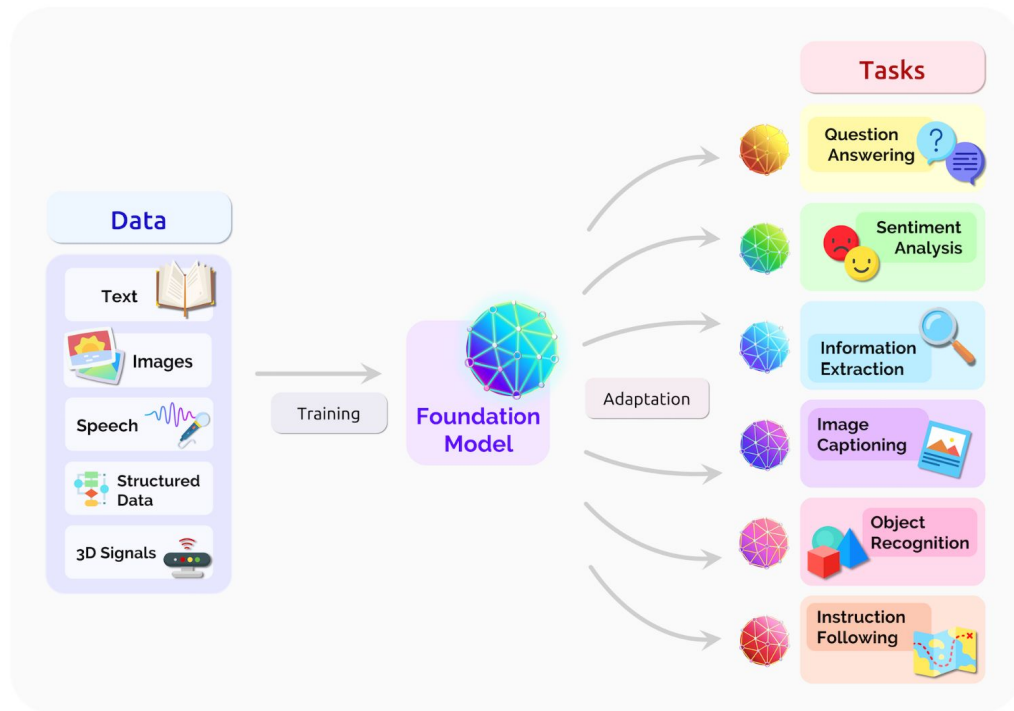 Data
Text
Images
Speech
Structured
Data
3D Signals
Training
Foundation
Model
Adaptation
Tasks
Question
Answering
?
Sentiment
Analysis
Information
Extraction
Image
Captioning
Object
Recognition
Instruction
Following